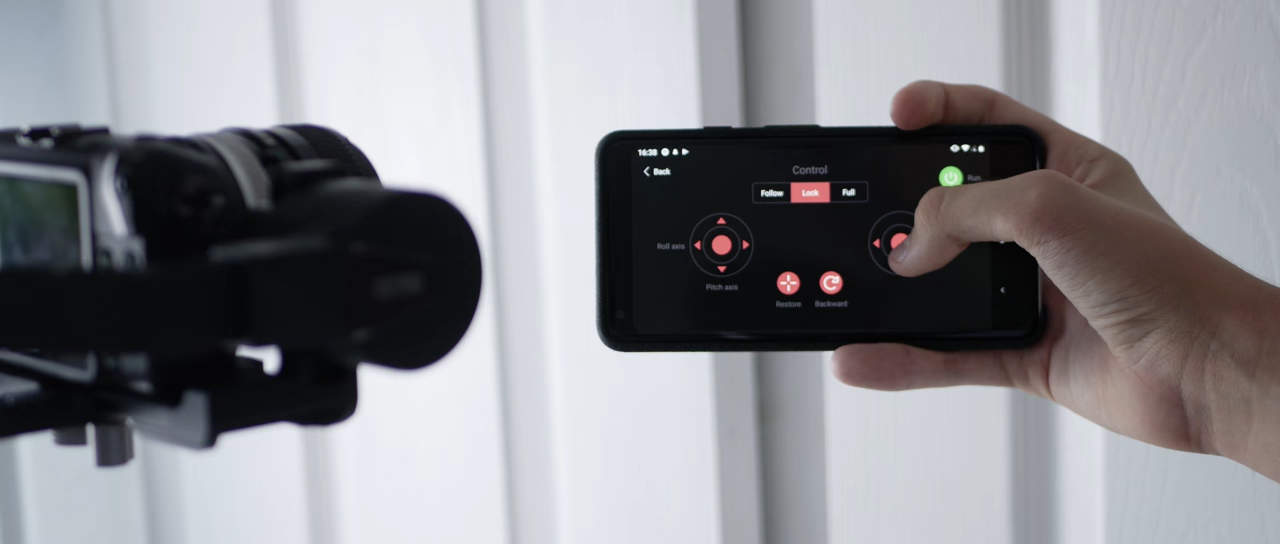 16:38
Back
Control
Run
Follow Lock Full
Roll axis
Pitch axis
Restore Backward